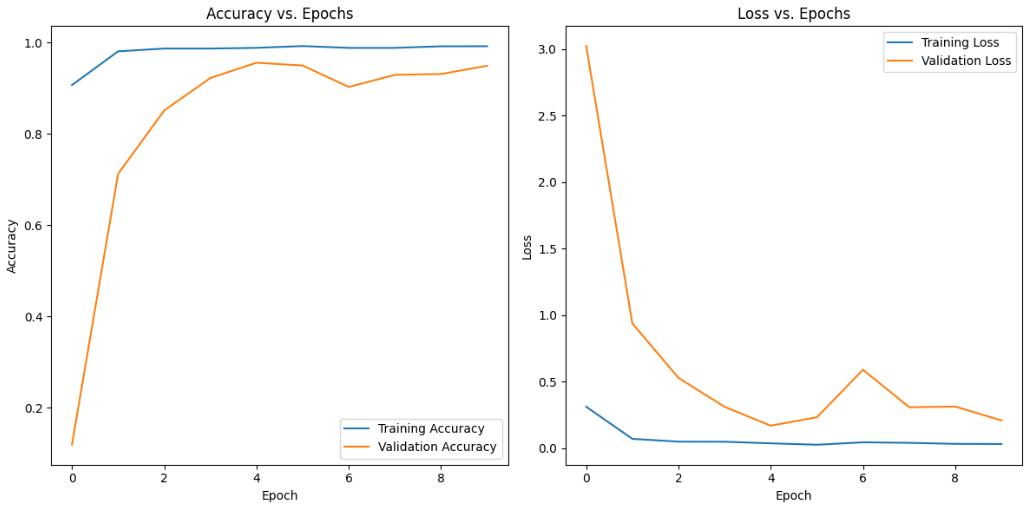 Accuracy vs. Epochs
1.0
0.8
0.6
0.4
0.2
Accuracy
0
2
4
6
8
Epoch
Training Accuracy
Validation Accuracy
Loss vs. Epochs
3.0
2.5
2.0
1.5
1.0
0.5
0.0
Loss
0
2
4
6
8
Epoch
Training Loss
Validation Loss